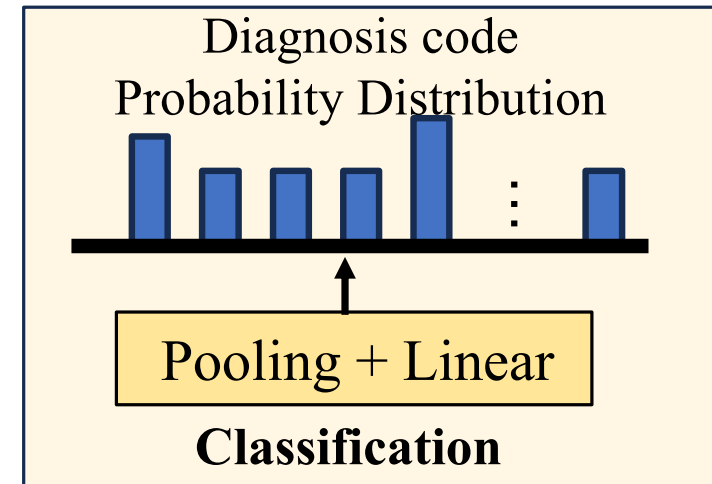 Diagnosis code
Probability Distribution
⋮
Pooling + Linear
Classification